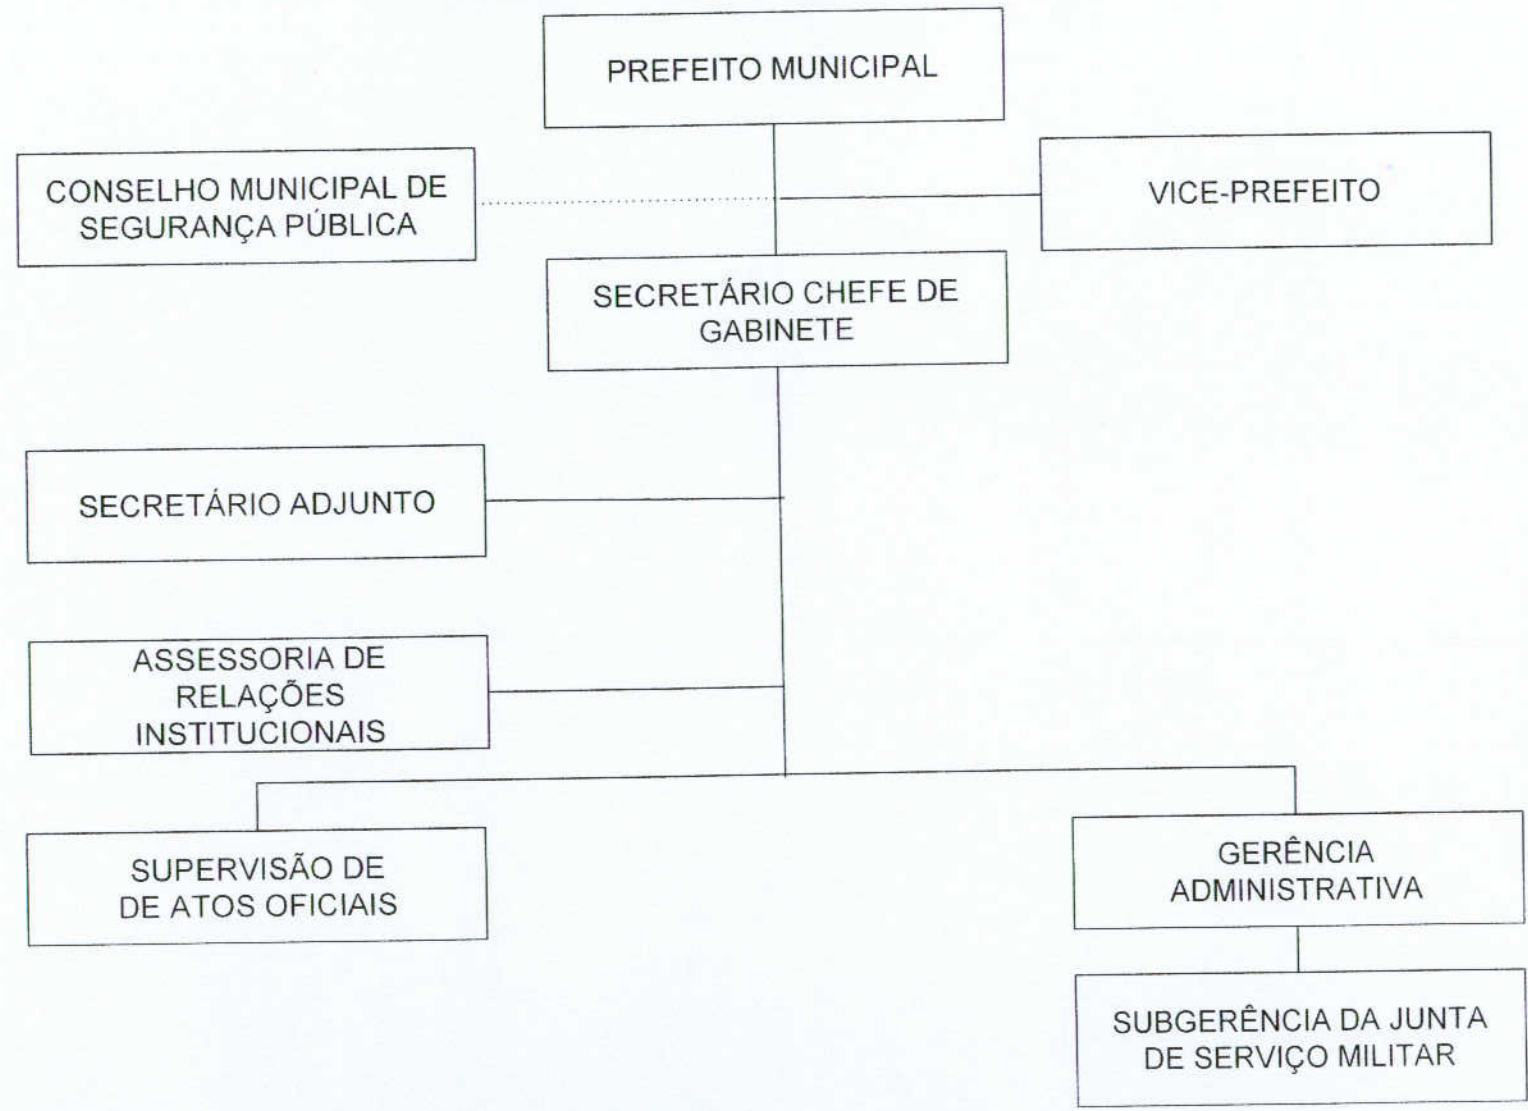 PREFEITO MUNICIPAL
CONSELHO MUNICIPAL DE
SEGURANÇA PÚBLICA
VICE-PREFEITO
SECRETÁRIO CHEFE DE
GABINETE
SECRETÁRIO ADJUNTO
ASSESSORIA DE
RELAÇÕES
INSTITUCIONAIS
SUPERVISÃO DE
DE ATOS OFICIAIS
GERÊNCIA
ADMINISTRATIVA
SUBGERÊNCIA DA JUNTA
DE SERVIÇO MILITAR